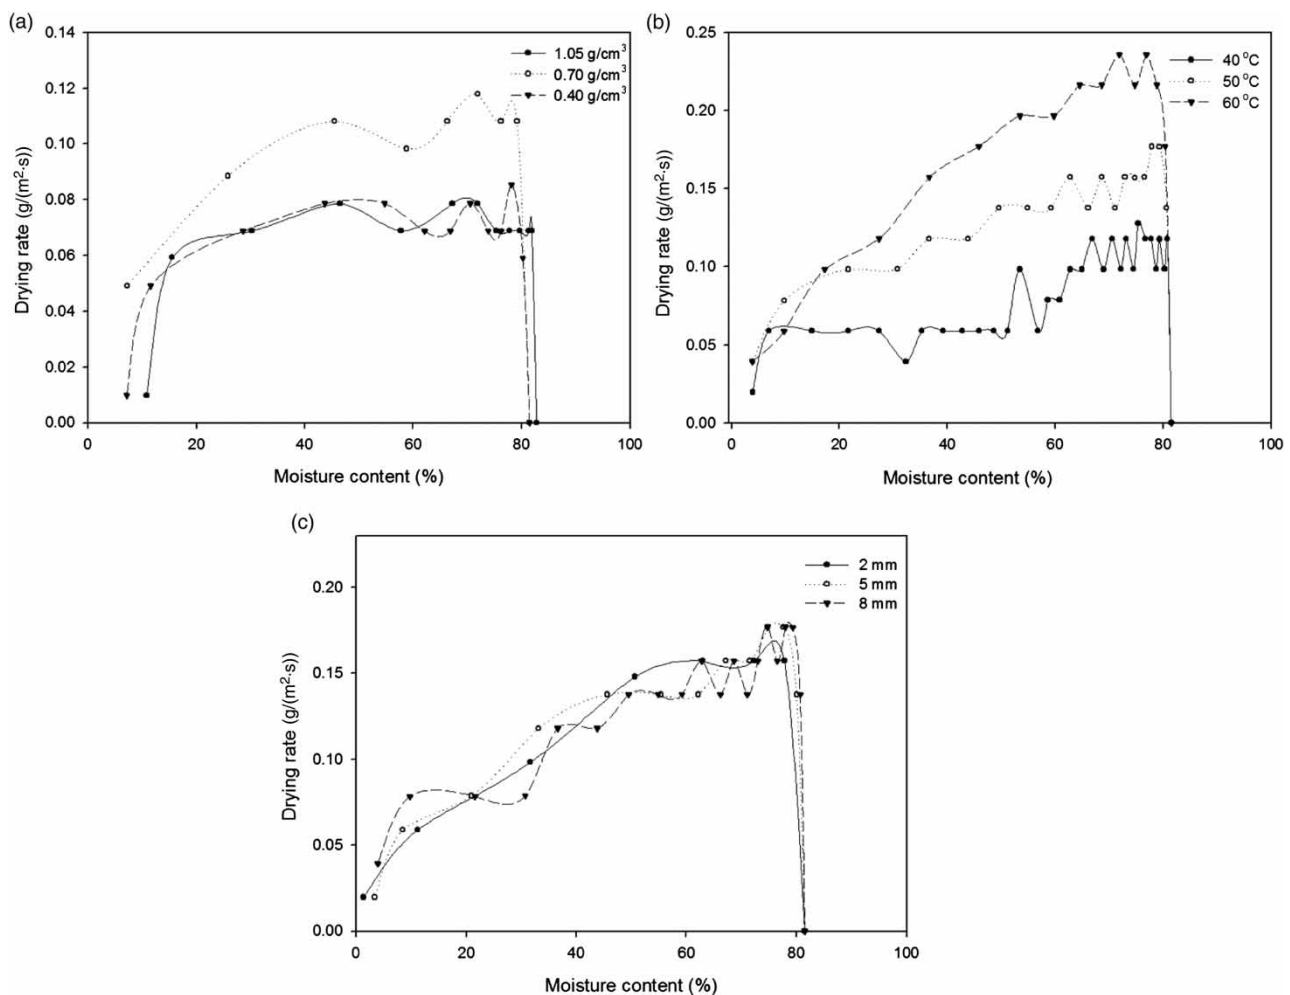 (a)
0.14
0.12
0.10
0.08
0.06
0.04
0.02
0.00
Drying rate (g/(m²·s))
1.05 g/cm³
0.70 g/cm³
0.40 g/cm³
0 20 40 60 80 100
Moisture content (%)
(b)
0.25
0.20
0.15
0.10
0.05
0.00
Drying rate (g/(m²·s))
40 °C
50 °C
60 °C
0 20 40 60 80 100
Moisture content (%)
(c)
0.20
0.15
0.10
0.05
0.00
Drying rate (g/(m²·s))
2 mm
5 mm
8 mm
0 20 40 60 80 100
Moisture content (%)